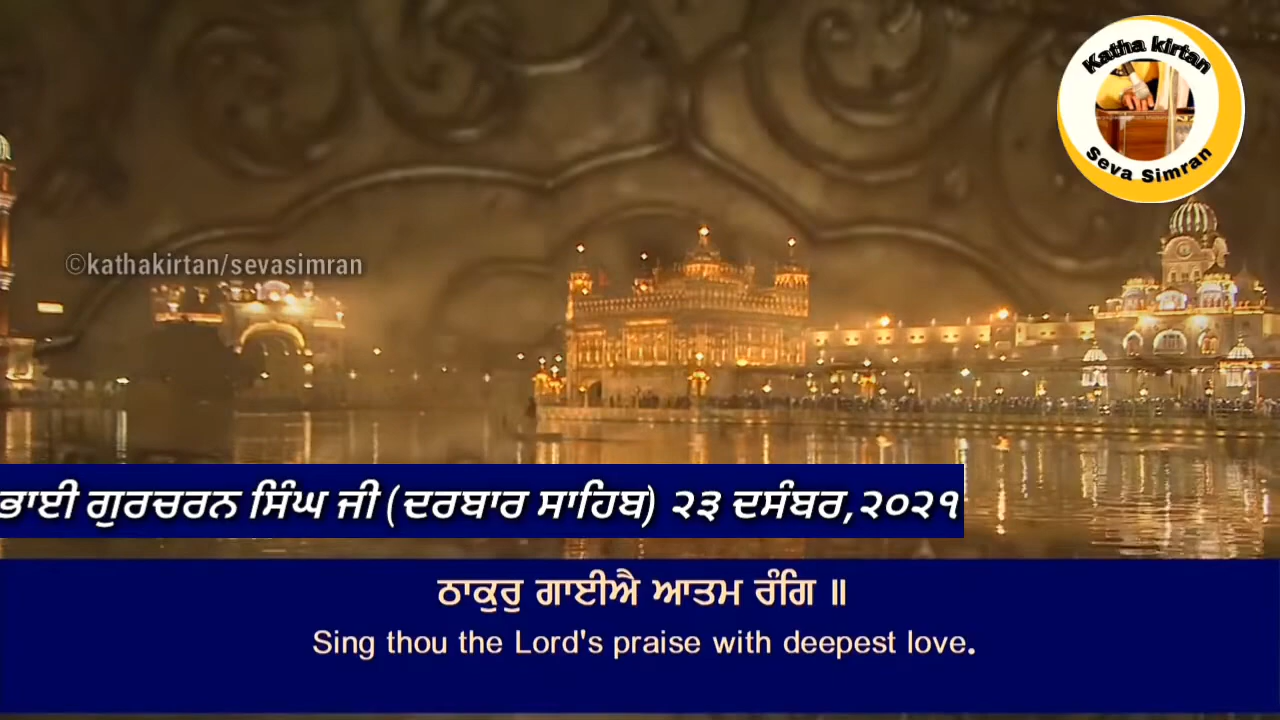 Katha kirtan
Seva Simran
©kathakirtan/sevasimran
ਭਾਈ ਗੁਰਚਰਨ ਸਿੰਘ ਜੀ (ਦਰਬਾਰ ਸਾਹਿਬ) ੨੩ ਦਸੰਬਰ,੨੦੨੧
ਠਾਕੁਰੁ ਗਾਈਐ ਆਤਮ ਰੰਗਿ ॥
Sing thou the Lord's praise with deepest love.